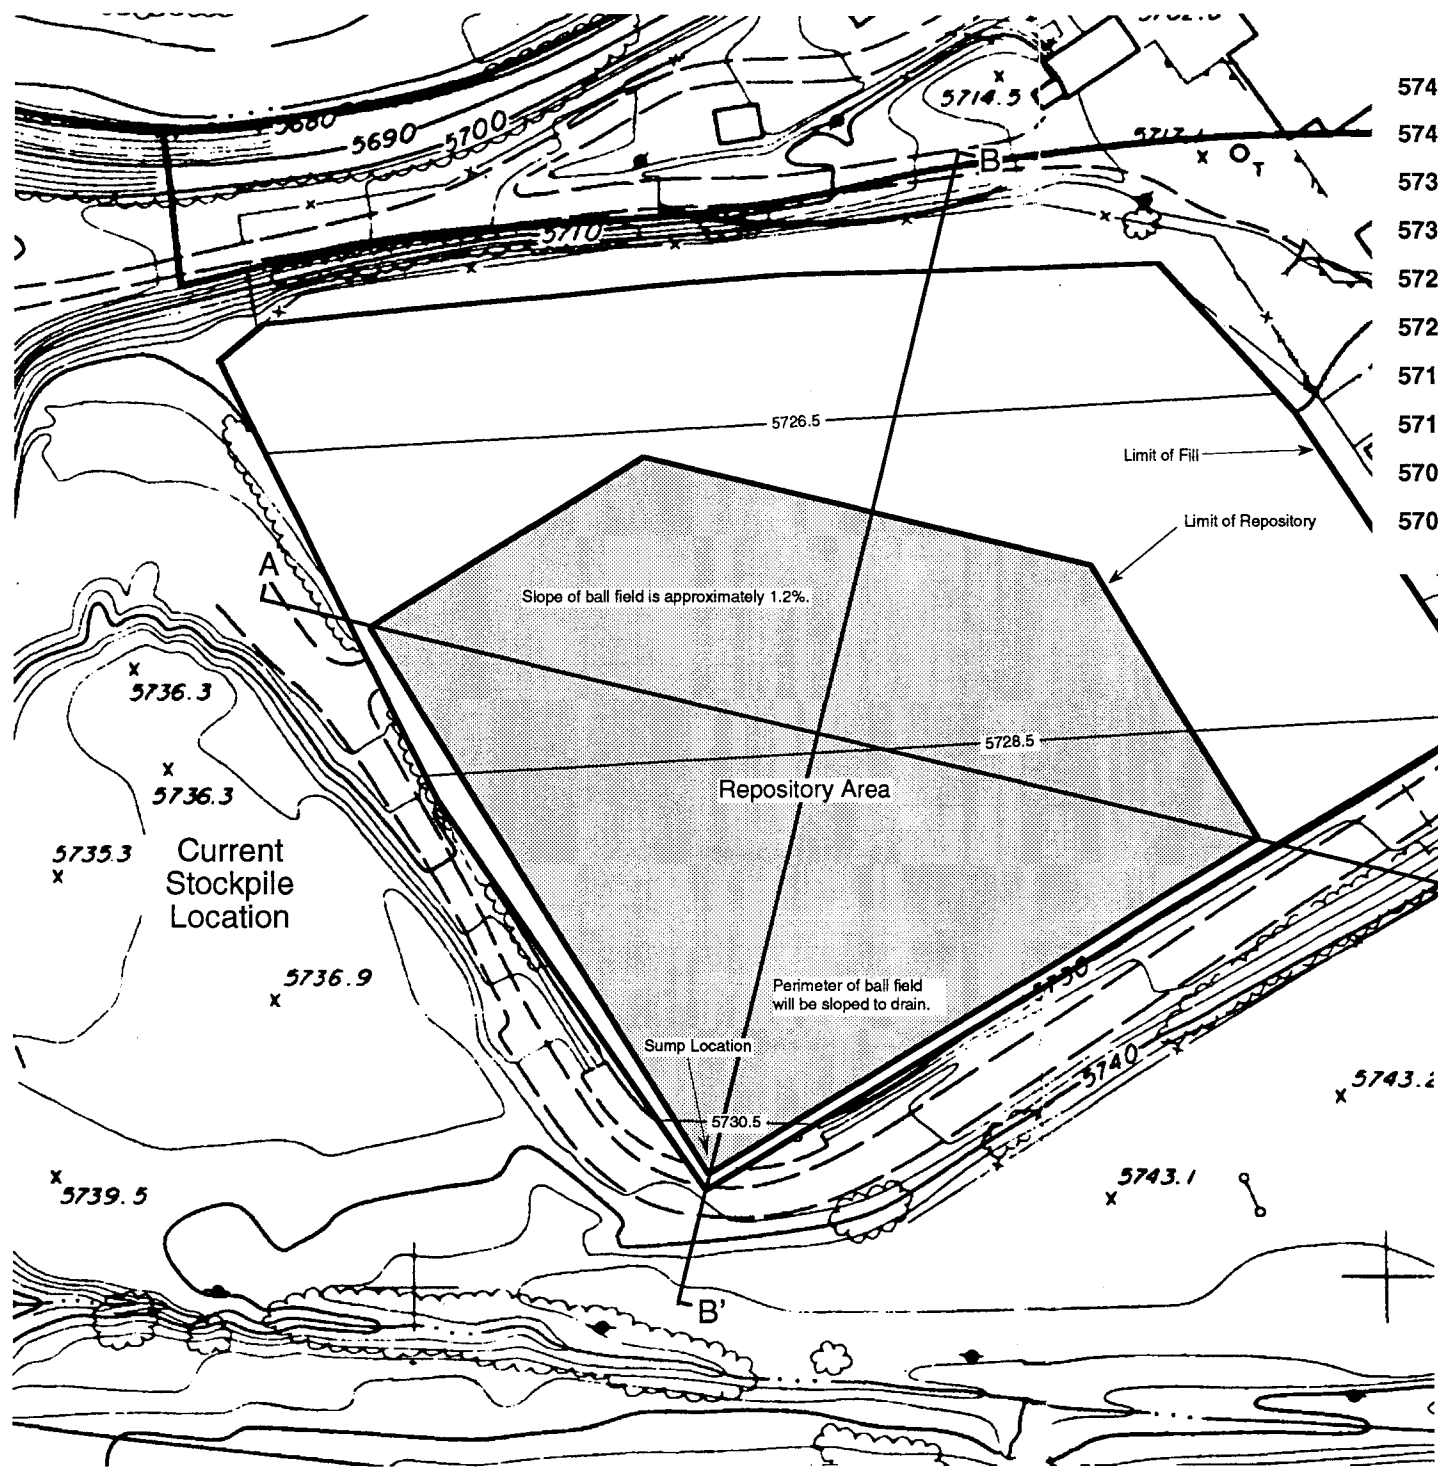 574
5714.5
5680
5690
5700
574
B
T
573
5710
573
572
572
571
5726.5
571
Limit of Fill
570
Limit of Repository
570
A
Slope of ball field is approximately 1.2%.
5736.3
5728.5
5736.3
Repository Area
5735.3
Current
Stockpile
Location
5736.9
Perimeter of ball field
will be sloped to drain.
5730
Sump Location
5740
5743.2
5730.5
5739.5
5743.1
B'